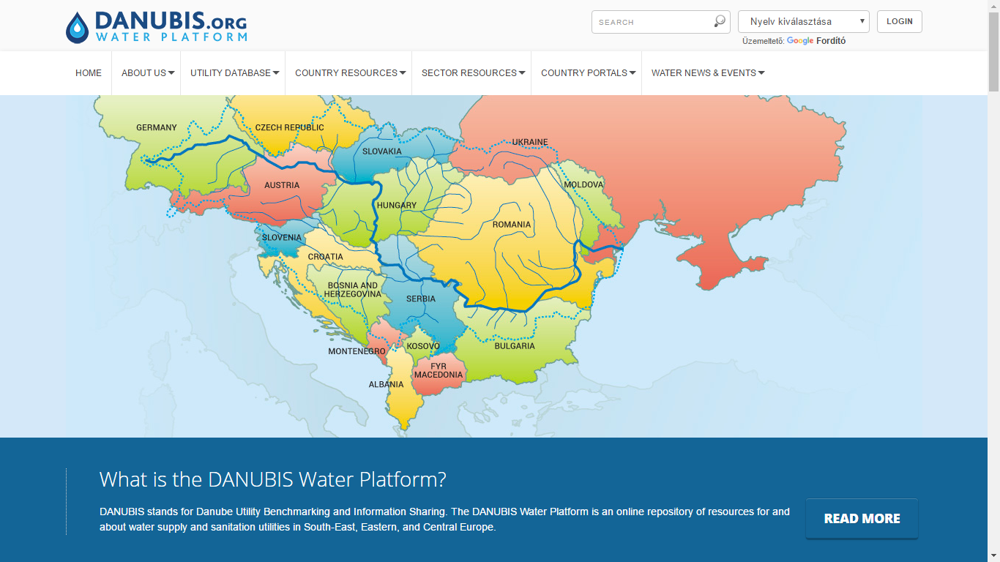 DANUBIS.ORG
WATER PLATFORM
SEARCH
Nyelv kiválasztása
LOGIN
Üzemeltető: Google Fordító
HOME
ABOUT US
UTILITY DATABASE
COUNTRY RESOURCES
SECTOR RESOURCES
COUNTRY PORTALS
WATER NEWS & EVENTS
GERMANY
CZECH REPUBLIC
UKRAINE
SLOVAKIA
AUSTRIA
MOLDOVA
HUNGARY
ROMANIA
SLOVENIA
CROATIA
BOSNIA AND
HERZEGOVINA
SERBIA
KOSOVO
BULGARIA
MONTENEGRO
FYR
MACEDONIA
ALBANIA
What is the DANUBIS Water Platform?
DANUBIS stands for Danube Utility Benchmarking and Information Sharing. The DANUBIS Water Platform is an online repository of resources for and
about water supply and sanitation utilities in South-East, Eastern, and Central Europe.
READ MORE